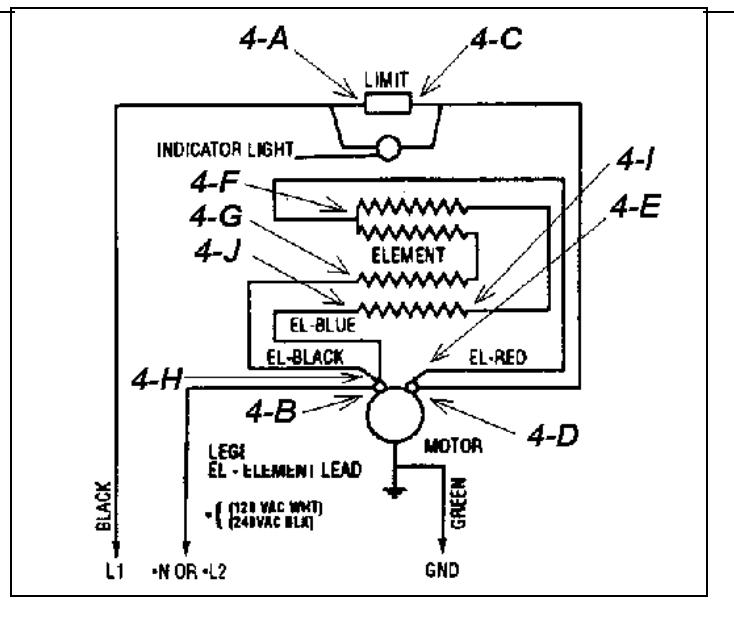 4-A
4-C
LIMIT
INDICATOR LIGHT
4-I
4-F
4-E
4-G
ELEMENT
4-J
EL-BLUE
EL-BLACK
EL-RED
4-H
4-B
4-D
MOTOR
EL - ELEMENT LEAD
BLACK
GREEN
*{ (120 VAC WHT)
(240VAC BLK)
L1
*N OR *L2
GND